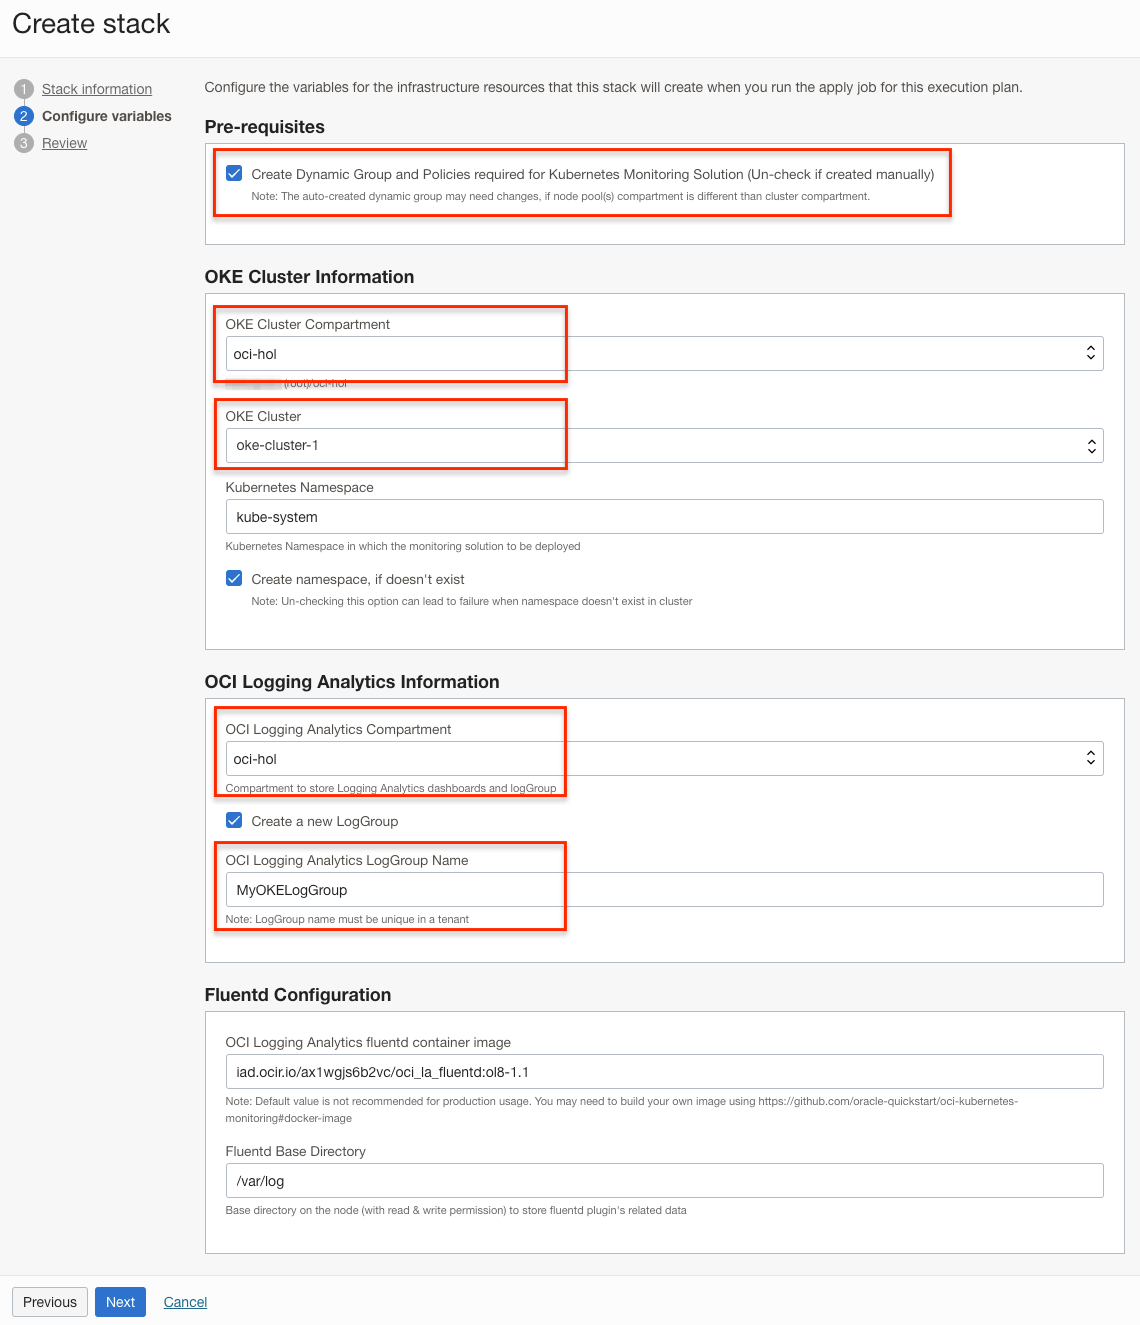 Create stack
1 Stack information
2 Configure variables
3 Review
Configure the variables for the infrastructure resources that this stack will create when you run the apply job for this execution plan.
Pre-requisites
Create Dynamic Group and Policies required for Kubernetes Monitoring Solution (Un-check if created manually)
Note: The auto-created dynamic group may need changes, if node pool(s) compartment is different than cluster compartment.
OKE Cluster Information
OKE Cluster Compartment
oci-hol
(root)/oci-hol
OKE Cluster
oke-cluster-1
Kubernetes Namespace
kube-system
Kubernetes Namespace in which the monitoring solution to be deployed
Create namespace, if doesn't exist
Note: Un-checking this option can lead to failure when namespace doesn't exist in cluster
OCI Logging Analytics Information
OCI Logging Analytics Compartment
oci-hol
Compartment to store Logging Analytics dashboards and logGroup
Create a new LogGroup
OCI Logging Analytics LogGroup Name
MyOKELogGroup
Note: LogGroup name must be unique in a tenant
Fluentd Configuration
OCI Logging Analytics fluentd container image
iad.ocir.io/ax1wgjs6b2vc/oci_la_fluentd:ol8-1.1
Note: Default value is not recommended for production usage. You may need to build your own image using https://github.com/oracle-quickstart/oci-kubernetes-
monitoring#docker-image
Fluentd Base Directory
/var/log
Base directory on the node (with read & write permission) to store fluentd plugin's related data
Previous Next Cancel